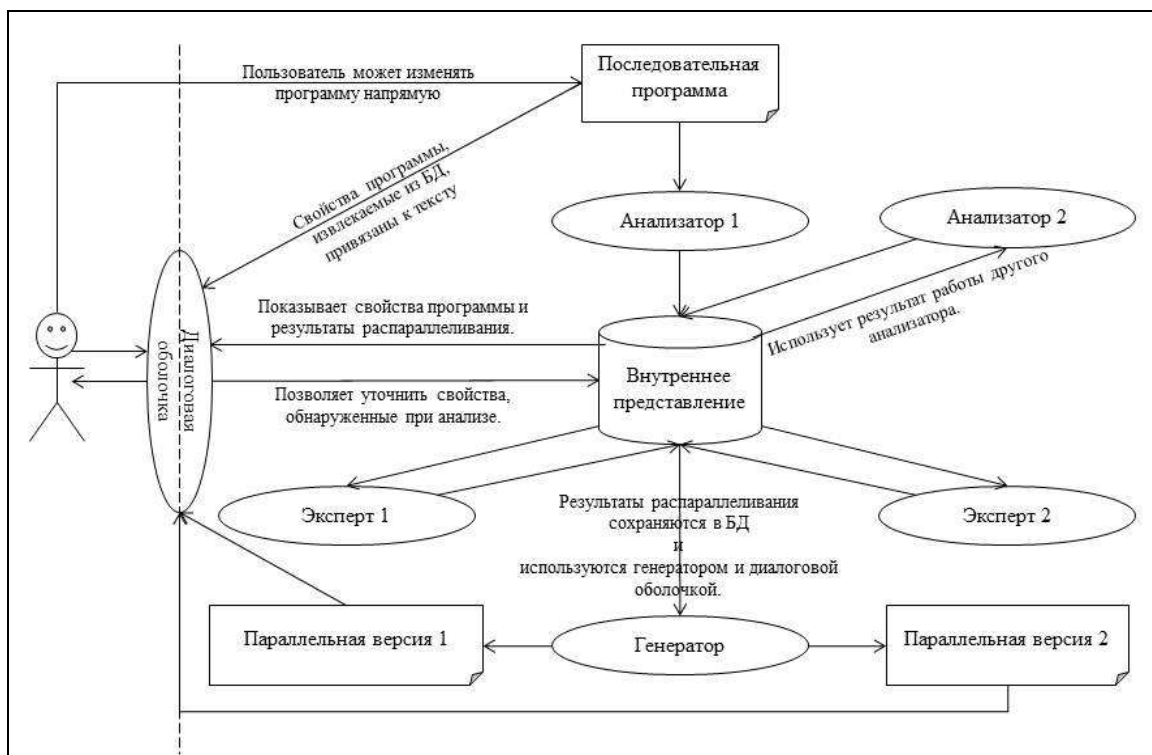 Пользователь может изменять
программу напрямую
Последовательная
программа
Свойства программы,
извлекаемые из БД,
привязаны к тексту
Анализатор 1
Анализатор 2
Показывает свойства программы и
результаты распараллеливания.
Использует результат работы другого
анализатора.
Диалоговая
оболочка
Внутреннее
представление
Позволяет уточнить свойства,
обнаруженные при анализе.
Эксперт 1
Результаты распараллеливания
сохраняются в БД
и
используются генератором и диалоговой
оболочкой.
Эксперт 2
Параллельная версия 1
Генератор
Параллельная версия 2